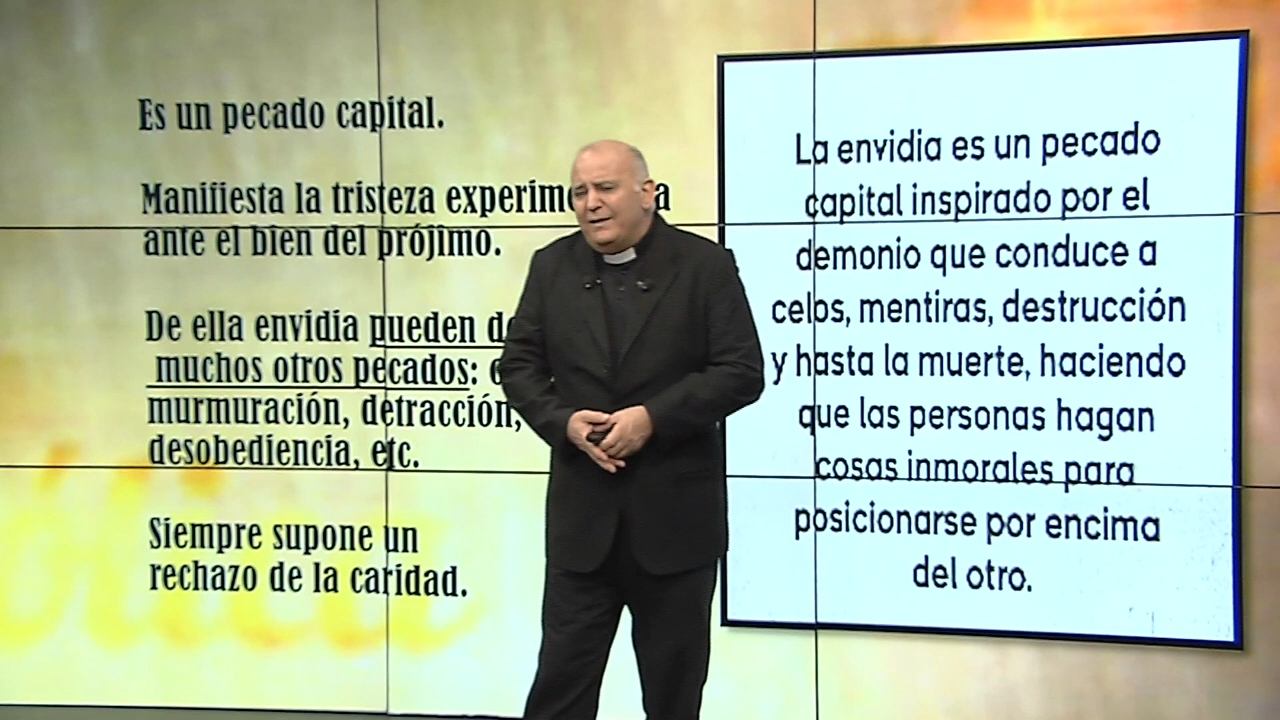 Es un pecado capital.
Manifiesta la tristeza
ante el bien del prójimo.
De ella envidia pueden
muchos otros pecados:
murmuración, detracción,
desobediencia, etc.
Siempre supone un
rechazo de la caridad.
La envidia es un pecado
capital inspirado por el
demonio que conduce a
celos, mentiras, destrucción
y hasta la muerte, haciendo
que las personas hagan
cosas inmorales para
posicionarse por encima
del otro.